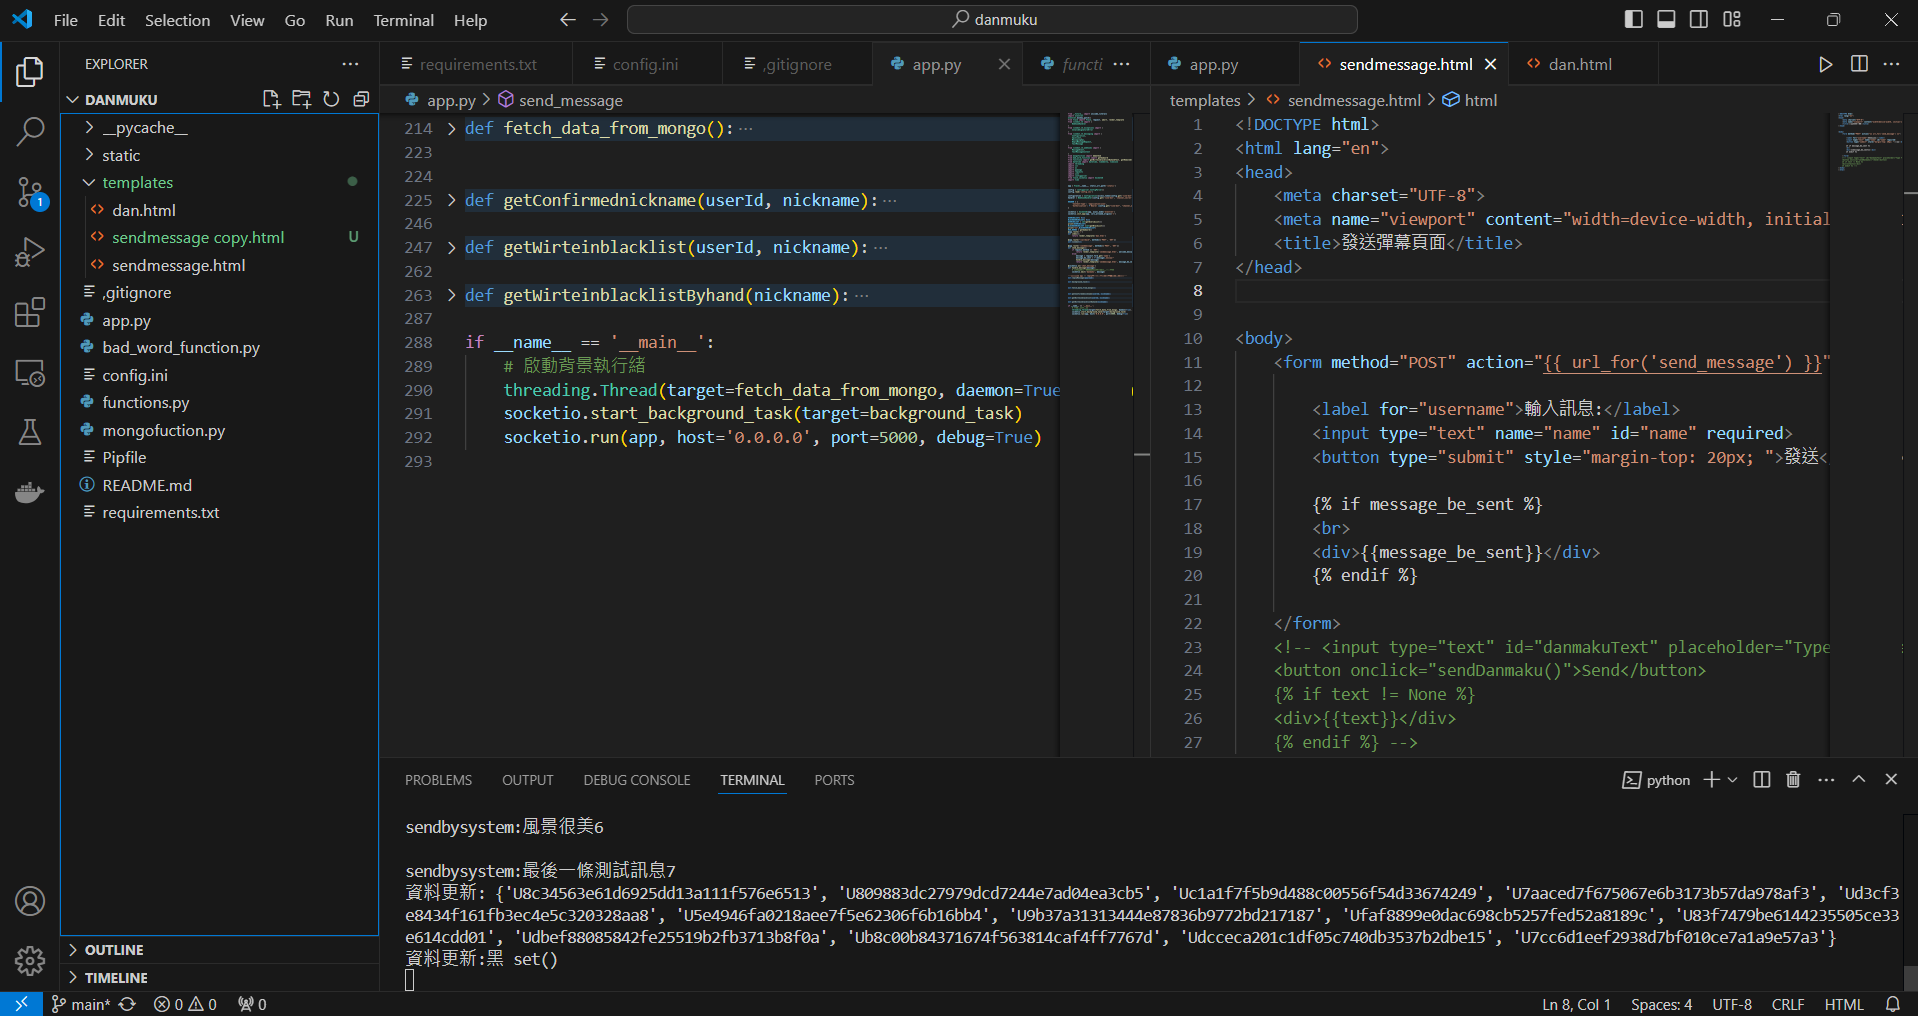 File Edit Selection View Go Run Terminal Help
danmuku
EXPLORER
DANMUKU
__pycache__
static
templates
dan.html
sendmessage copy.html U
sendmessage.html
,gitignore
app.py
bad_word_function.py
config.ini
functions.py
mongofuction.py
Pipfile
README.md
requirements.txt
OUTLINE
TIMELINE
1
requirements.txt config.ini ,gitignore app.py functi
app.py > send_message
214 def fetch_data_from_mongo(): ...
223
224
225 def getConfirmednickname(userId, nickname): ...
246
247 def getWirteinblacklist(userId, nickname): ...
262
263 def getWirteinblacklistByhand(nickname): ...
287
288 if __name__ == '__main__':
289 # 啟動背景執行緒
290 threading.Thread(target=fetch_data_from_mongo, daemon=True
291 socketio.start_background_task(target=background_task)
292 socketio.run(app, host='0.0.0.0', port=5000, debug=True)
293
app.py sendmessage.html dan.html
templates > sendmessage.html > html
1 <!DOCTYPE html>
2 <html lang="en">
3 <head>
4 <meta charset="UTF-8">
5 <meta name="viewport" content="width=device-width, initial
6 <title>發送彈幕頁面</title>
7 </head>
8
9
10 <body>
11 <form method="POST" action="{{ url_for('send_message') }}"
12
13 <label for="username">輸入訊息:</label>
14 <input type="text" name="name" id="name" required>
15 <button type="submit" style="margin-top: 20px; ">發送<
16
17 {% if message_be_sent %}
18 <br>
19 <div>{{message_be_sent}}</div>
20 {% endif %}
21
22 </form>
23 <!-- <input type="text" id="danmakuText" placeholder="Type
24 <button onclick="sendDanmaku()">Send</button>
25 {% if text != None %}
26 <div>{{text}}</div>
27 {% endif %} -->
PROBLEMS OUTPUT DEBUG CONSOLE TERMINAL PORTS
python
sendbysystem:風景很美6
sendbysystem:最後一條測試訊息7
資料更新: {'U8c34563e61d6925dd13a111f576e6513', 'U809883dc27979dcd7244e7ad04ea3cb5', 'Uc1a1f7f5b9d488c00556f54d33674249', 'U7aaced7f675067e6b3173b57da978af3', 'Ud3cf3
e8434f161fb3ec4e5c320328aa8', 'U5e4946fa0218aee7f5e62306f6b16bb4', 'U9b37a31313444e87836b9772bd217187', 'Ufaf8899e0dac698cb5257fed52a8189c', 'U83f7479be6144235505ce33
e614cdd01', 'Udbef88085842fe25519b2fb3713b8f0a', 'Ub8c00b84371674f563814caf4ff7767d', 'Udcceca201c1df05c740db3537b2dbe15', 'U7cc6d1eef2938d7bf010ce7a1a9e57a3'}
資料更新:黑 set()
main* 0 0 0
Ln 8, Col 1 Spaces: 4 UTF-8 CRLF HTML